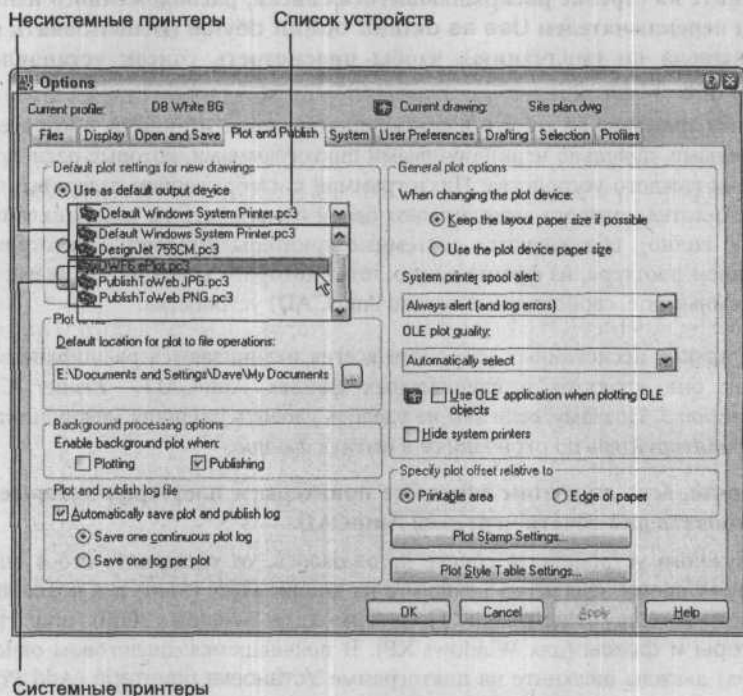 Несистемные принтеры
Список устройств
Options
Current profile: DB White BG
Current drawing: Site plan.dwg
Files Display Open and Save Plot and Publish System User Preferences Drafting Selection Profiles
Default plot settings for new drawings
Use as default output device
Default Windows System Printer.pc3
Default Windows System Printer.pc3
DesignJet 755CM.pc3
DWF6 ePlot.pc3
PublishToWeb JPG.pc3
PublishToWeb PNG.pc3
Plot to file
Default location for plot to file operations:
E:\Documents and Settings\Dave\My Documents
...
Background processing options
Enable background plot when:
Plotting
Publishing
Plot and publish log file
Automatically save plot and publish log
Save one continuous plot log
Save one log per plot
General plot options
When changing the plot device:
Keep the layout paper size if possible
Use the plot device paper size
System printer spool alert:
Always alert (and log errors)
OLE plot quality:
Automatically select
Use OLE application when plotting OLE
objects
Hide system printers
Specify plot offset relative to
Printable area
Edge of paper
Plot Stamp Settings...
Plot Style Table Settings...
OK Cancel Apply Help
Системные принтеры